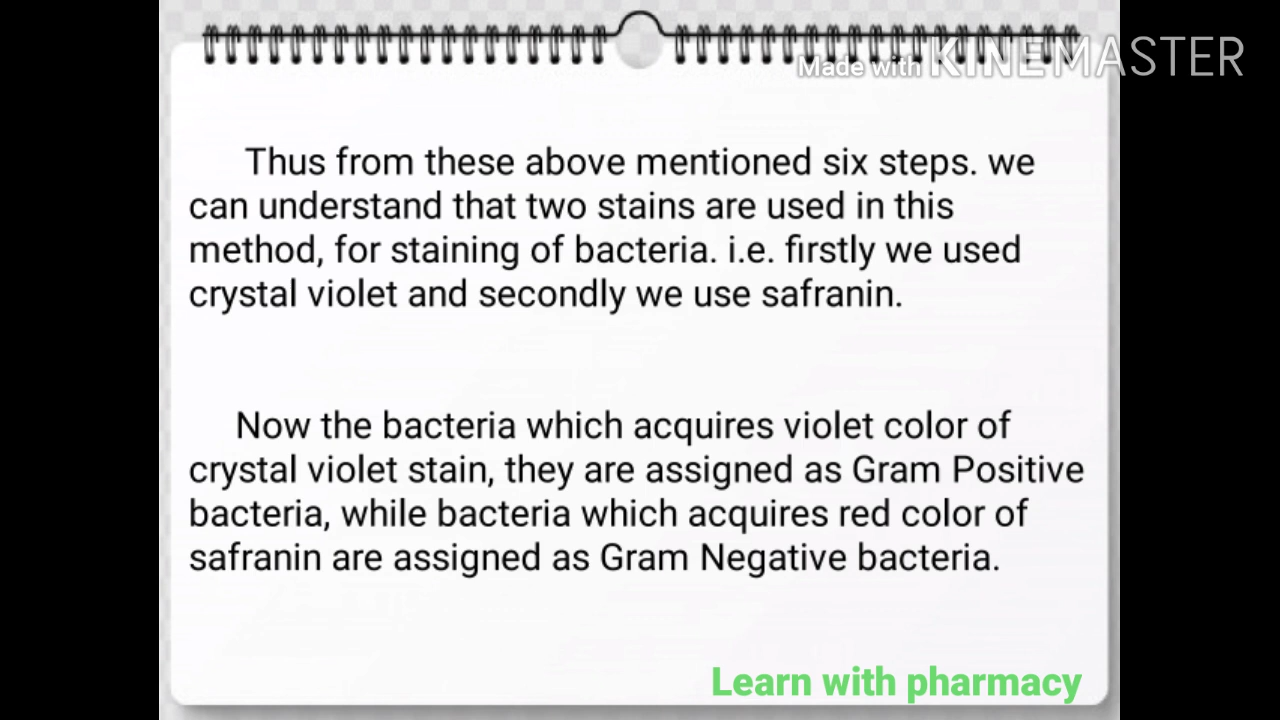 Made with KINEMASTER
Thus from these above mentioned six steps. we
can understand that two stains are used in this
method, for staining of bacteria. i.e. firstly we used
crystal violet and secondly we use safranin.
Now the bacteria which acquires violet color of
crystal violet stain, they are assigned as Gram Positive
bacteria, while bacteria which acquires red color of
safranin are assigned as Gram Negative bacteria.
Learn with pharmacy